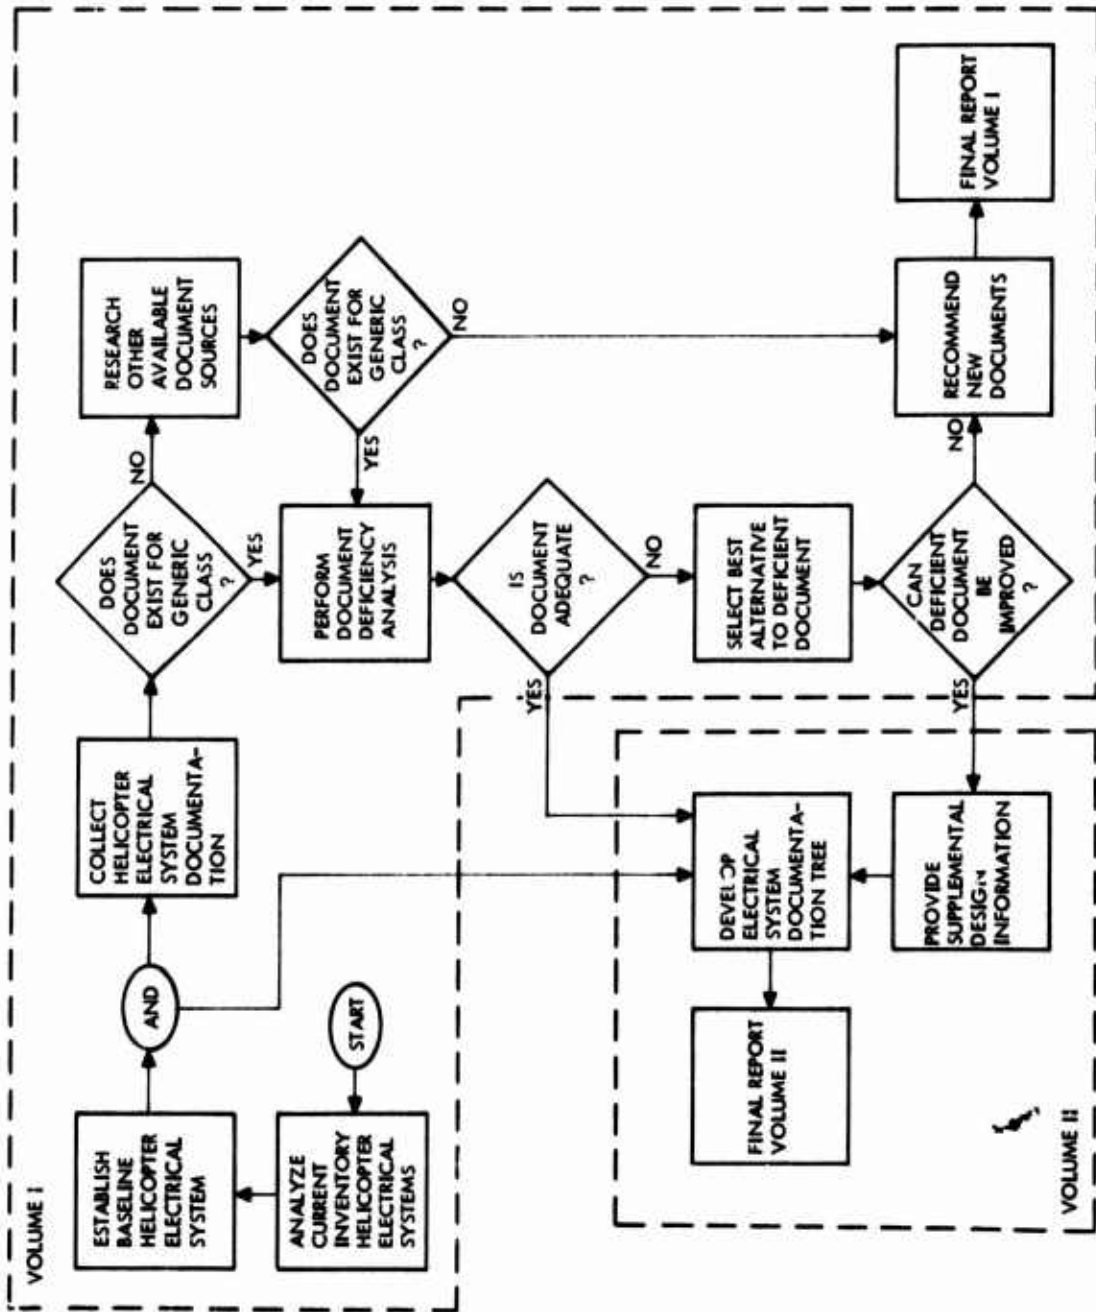 VOLUME I
ESTABLISH
BASELINE
HELICOPTER
ELECTRICAL
SYSTEM
AND
COLLECT
HELICOPTER
ELECTRICAL
SYSTEM
DOCUMENTA-
TION
DOES
DOCUMENT
EXIST FOR
GENERIC
CLASS
?
NO
YES
RESEARCH
OTHER
AVAILABLE
DOCUMENT
SOURCES
ANALYZE
CURRENT
INVENTORY
HELICOPTER
ELECTRICAL
SYSTEMS
START
PERFORM
DOCUMENT
DEFICIENCY
ANALYSIS
YES
DOES
DOCUMENT
EXIST FOR
GENERIC
CLASS
?
NO
IS
DOCUMENT
ADEQUATE
?
YES
NO
FINAL REPORT
VOLUME II
DEVELOP
ELECTRICAL
SYSTEM
DOCUMENTA-
TION TREE
SELECT BEST
ALTERNATIVE
TO DEFICIENT
DOCUMENT
PROVIDE
SUPPLEMENTAL
DESIGN
INFORMATION
YES
CAN
DEFICIENT
DOCUMENT
BE
IMPROVED
?
NO
RECOMMEND
NEW
DOCUMENTS
FINAL REPORT
VOLUME I
VOLUME II